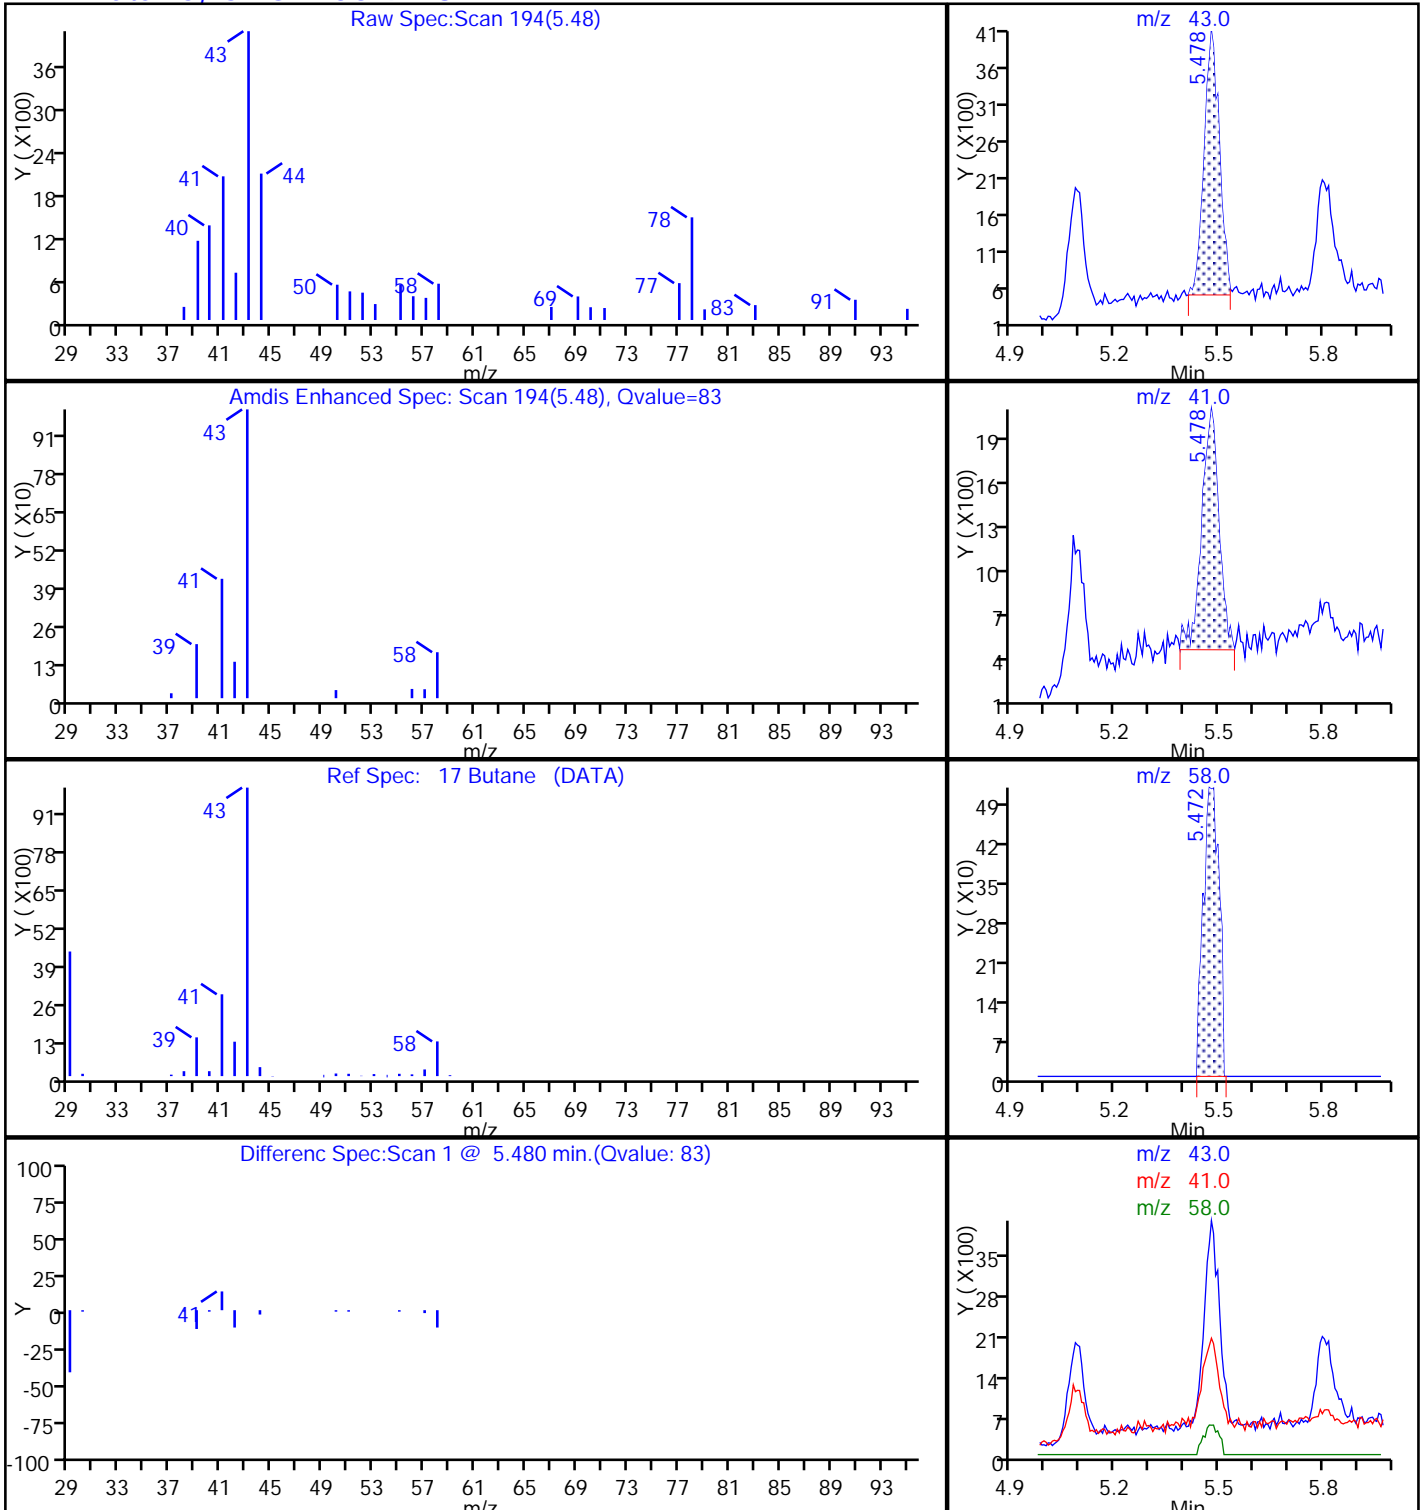 Raw Spec:Scan 194(5.48)
Y ( X100)
36
30
24
18
12
6
0
43
41
44
40
50
58
69
78
77
83
91
29 33 37 41 45 49 53 57 61 65 69 73 77 81 85 89 93
m/z
m/z 43.0
Y ( X100)
41
36
31
26
21
16
11
6
1
5.478
4.9 5.2 5.5 5.8
Min
Amdis Enhanced Spec: Scan 194(5.48), Qvalue=83
Y ( X10)
91
78
65
52
39
26
13
0
43
41
39
58
29 33 37 41 45 49 53 57 61 65 69 73 77 81 85 89 93
m/z
m/z 41.0
Y ( X100)
19
16
13
10
7
4
1
5.478
4.9 5.2 5.5 5.8
Min
Ref Spec: 17 Butane (DATA)
Y ( X100)
91
78
65
52
39
26
13
0
43
41
39
58
29 33 37 41 45 49 53 57 61 65 69 73 77 81 85 89 93
m/z
m/z 58.0
Y ( X10)
49
42
35
28
21
14
7
0
5.472
4.9 5.2 5.5 5.8
Min
Differenc Spec:Scan 1 @ 5.480 min.(Qvalue: 83)
Y
100
75
50
25
0
-25
-50
-75
-100
41
29 33 37 41 45 49 53 57 61 65 69 73 77 81 85 89 93
m/z
m/z 43.0
m/z 41.0
m/z 58.0
Y ( X100)
35
28
21
14
7
0
4.9 5.2 5.5 5.8
Min